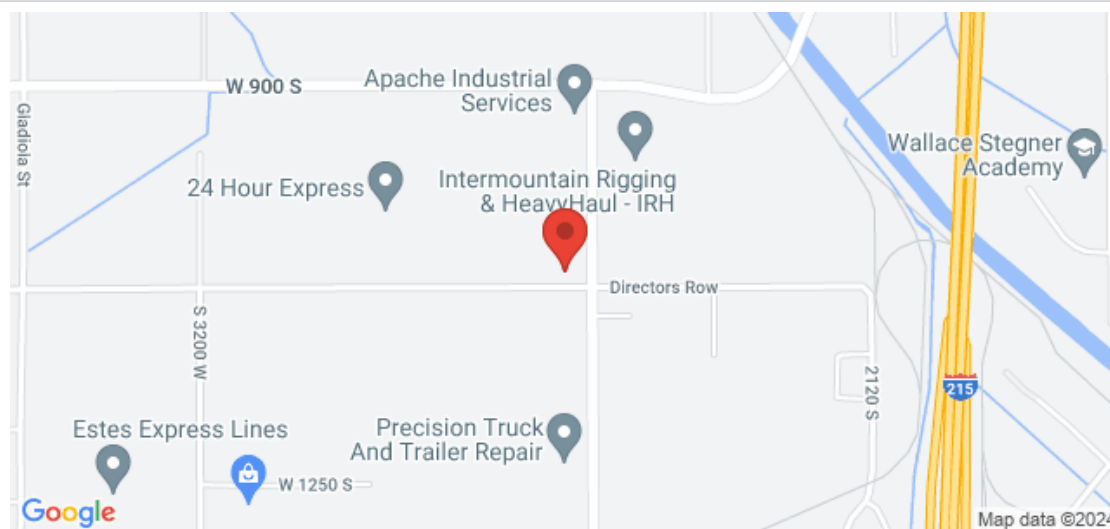 W 900 S
Gladiola St
Apache Industrial
Services
Wallace Stegner
Academy
24 Hour Express
Intermountain Rigging
& HeavyHaul - IRH
Directors Row
S 3200 W
2120 S
215
Estes Express Lines
Precision Truck
And Trailer Repair
W 1250 S
Google
Map data ©2024